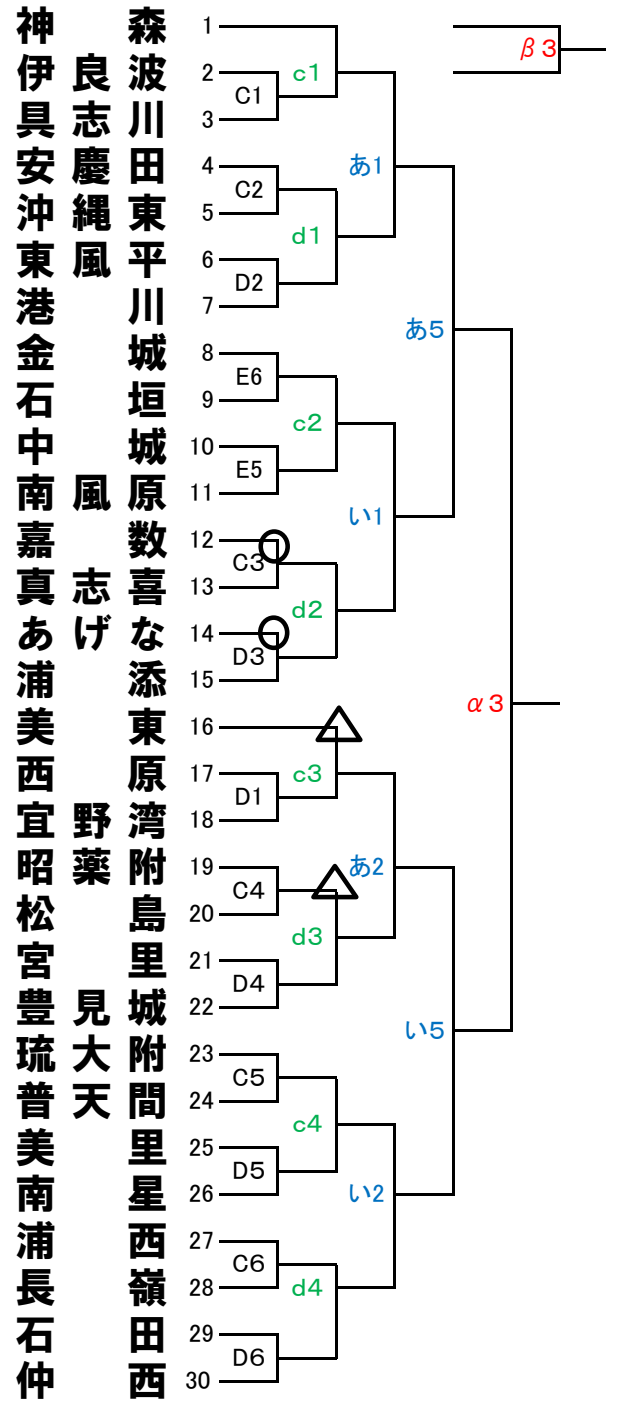 神森 1
伊良波 2
具志川 3
安慶田 4
沖縄東 5
東風平 6
港川 7
金城 8
石垣 9
中城 10
南風原 11
嘉数 12
真志喜 13
あげな 14
浦添 15
美東 16
西原 17
宜野湾 18
昭薬附 19
松島 20
宮里 21
豊見城 22
琉大附 23
普天間 24
美里 25
南星 26
浦西 27
長嶺 28
石田 29
仲西 30
C1
C2
D2
E6
E5
C3
D3
D1
C4
D4
C5
D5
C6
D6
c1
d1
c2
d2
c3
d3
c4
d4
あ1
い1
あ2
い2
あ5
い5
α3
β3